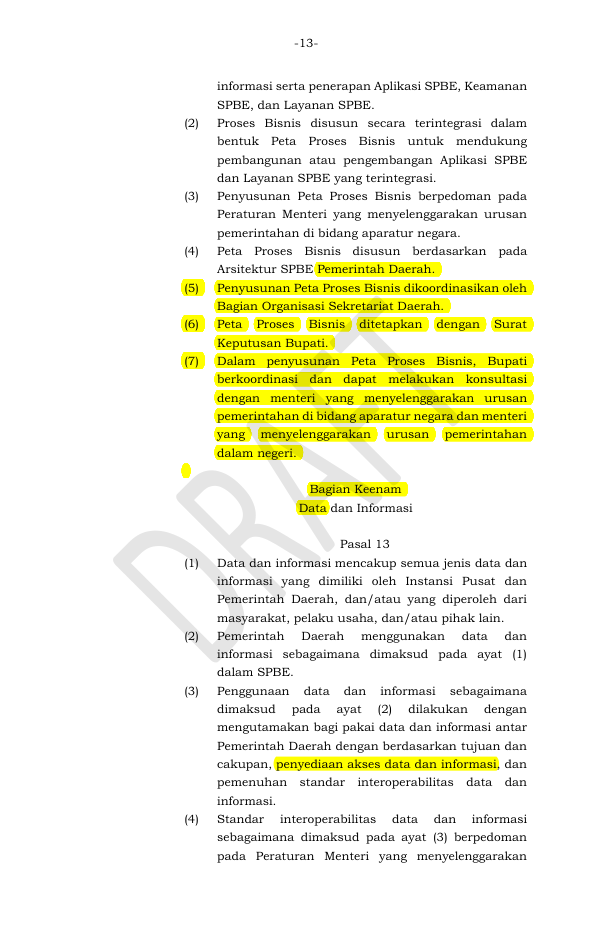 -13-
informasi serta penerapan Aplikasi SPBE, Keamanan
SPBE, dan Layanan SPBE.
(2) Proses Bisnis disusun secara terintegrasi dalam
bentuk Peta Proses Bisnis untuk mendukung
pembangunan atau pengembangan Aplikasi SPBE
dan Layanan SPBE yang terintegrasi.
(3) Penyusunan Peta Proses Bisnis berpedoman pada
Peraturan Menteri yang menyelenggarakan urusan
pemerintahan di bidang aparatur negara.
(4) Peta Proses Bisnis disusun berdasarkan pada
Arsitektur SPBE Pemerintah Daerah.
(5) Penyusunan Peta Proses Bisnis dikoordinasikan oleh
Bagian Organisasi Sekretariat Daerah.
(6) Peta Proses Bisnis ditetapkan dengan Surat
Keputusan Bupati.
(7) Dalam penyusunan Peta Proses Bisnis, Bupati
berkoordinasi dan dapat melakukan konsultasi
dengan menteri yang menyelenggarakan urusan
pemerintahan di bidang aparatur negara dan menteri
yang menyelenggarakan urusan pemerintahan
dalam negeri.
Bagian Keenam
Data dan Informasi
Pasal 13
(1) Data dan informasi mencakup semua jenis data dan
informasi yang dimiliki oleh Instansi Pusat dan
Pemerintah Daerah, dan/atau yang diperoleh dari
masyarakat, pelaku usaha, dan/atau pihak lain.
(2) Pemerintah Daerah menggunakan data dan
informasi sebagaimana dimaksud pada ayat (1)
dalam SPBE.
(3) Penggunaan data dan informasi sebagaimana
dimaksud pada ayat (2) dilakukan dengan
mengutamakan bagi pakai data dan informasi antar
Pemerintah Daerah dengan berdasarkan tujuan dan
cakupan, penyediaan akses data dan informasi, dan
pemenuhan standar interoperabilitas data dan
informasi.
(4) Standar interoperabilitas data dan informasi
sebagaimana dimaksud pada ayat (3) berpedoman
pada Peraturan Menteri yang menyelenggarakan
DRAFT